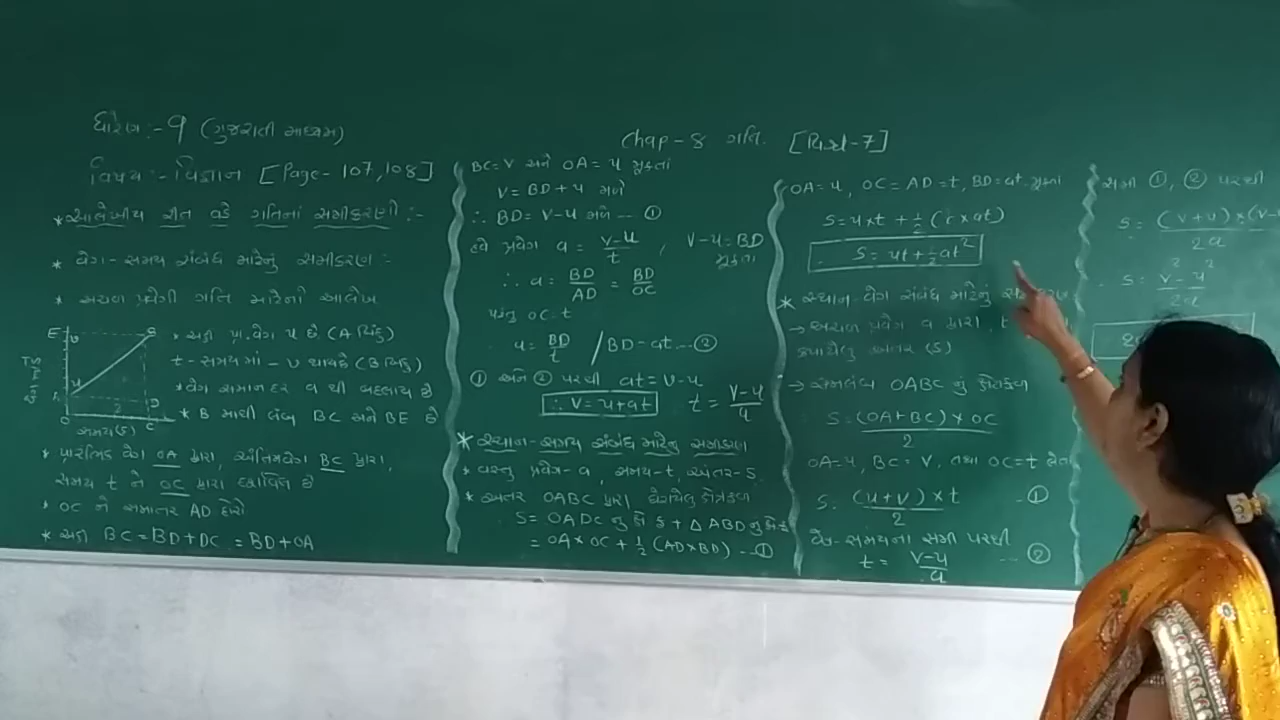 ધોરણ :- 9 (ગુજરાતી માધ્યમ)
વિષય :- વિજ્ઞાન [Page- 107,108]
Chap-8 ગતિ. [વિડીયો-7]
* આલેખીય રીત વડે ગતિનાં સમીકરણો :-
* વેગ-સમય સંબંધ માટેનું સમીકરણ :-
* અચળ પ્રવેગી ગતિ માટેનો આલેખ
E B
v
u
A D
O C
સમય(s)
* અહીં પ્રા.વેગ u છે (A બિંદુ)
t - સમયમાં - v થાય છે (B બિંદુ)
* વેગ સમાન દર a થી બદલાય છે
* B માંથી લંબ BC અને BE છે
* પ્રારંભિક વેગ OA દ્વારા, અંતિમવેગ BC દ્વારા,
સમય t ને OC દ્વારા દર્શાવેલ છે
* OC ને સમાંતર AD દોરો
* અહીં BC = BD + DC = BD + OA
BC = v અને OA = u મૂકતાં
v = BD + u મળે
∴ BD = v - u મળે -- ①
હવે પ્રવેગ a = (v-u)/t , v-u = BD
મૂકતાં
∴ a = BD/AD = BD/OC
પરંતુ OC = t
a = BD/t / BD = at -- ②
① અને ② પરથી at = v-u
∴ v = u+at t = (v-u)/a
* સ્થાન-સમય સંબંધ માટેનું સમીકરણ
* વસ્તુ પ્રવેગ-a, સમય-t, અંતર-s.
* અંતર OABC દ્વારા ઘેરાયેલું ક્ષેત્રફળ
S = OADC નું ક્ષે ફ + Δ ABD નું ક્ષે
= OA × OC + 1/2 (AD × BD) -- ①
OA = u, OC = AD = t, BD = at મૂકતાં
S = u×t + 1/2 (t × at)
S = ut + 1/2 at²
* સ્થાન-વેગ સંબંધ માટેનું
→ અચળ પ્રવેગ a દ્વારા t
કપાયેલું અંતર (S)
→ સમલંબ OABC નું ક્ષેત્રફળ
S = (OA+BC) × OC / 2
OA = u, BC = v, તથા OC = t લેતાં
S = (u+v) × t / 2 -- ①
વેગ-સમયના સમી પરથી
t = (v-u)/a -- ②
સમી ①, ② પરથી
S = (v+u) × (v-
2a
S = (v² - u²) / 2a